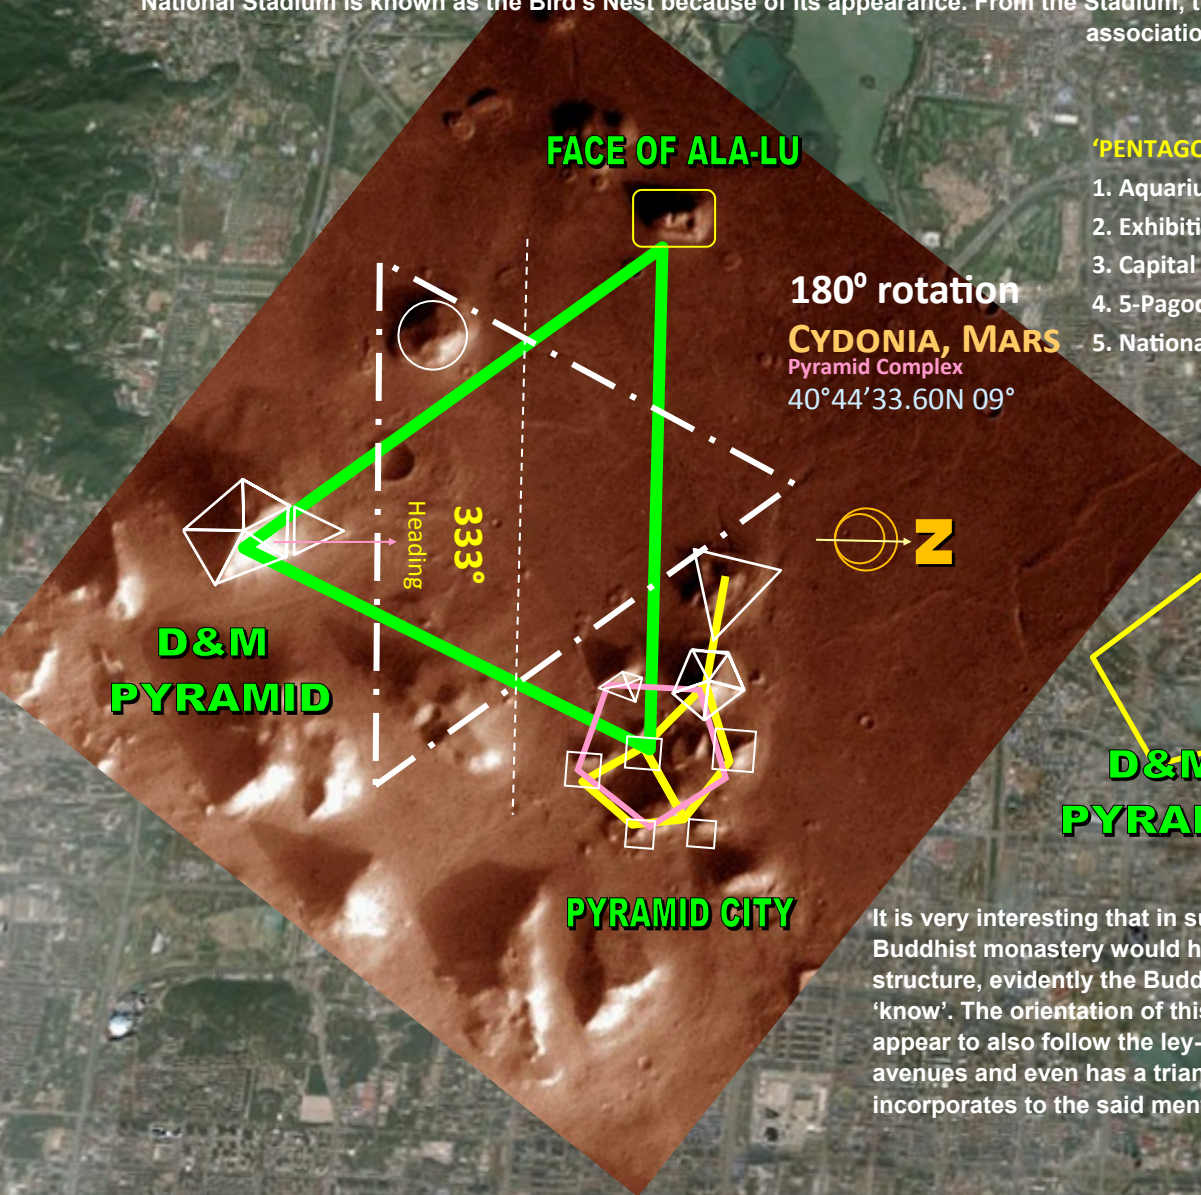 National Stadium is known as the Bird's Nest because of its appearance. From the Stadium, t
associatio
FACE OF ALA-LU
'PENTAGO
1. Aquariu
2. Exhibiti
3. Capital
4. 5-Pagod
5. Nationa
180⁰ rotation
CYDONIA, MARS
Pyramid Complex
40°44'33.60N 09°
333°
Heading
N
D&M
PYRAMID
D&M
PYRAM
PYRAMID CITY
It is very interesting that in su
Buddhist monastery would h
structure, evidently the Budd
'know'. The orientation of this
appear to also follow the ley-
avenues and even has a trian
incorporates to the said men